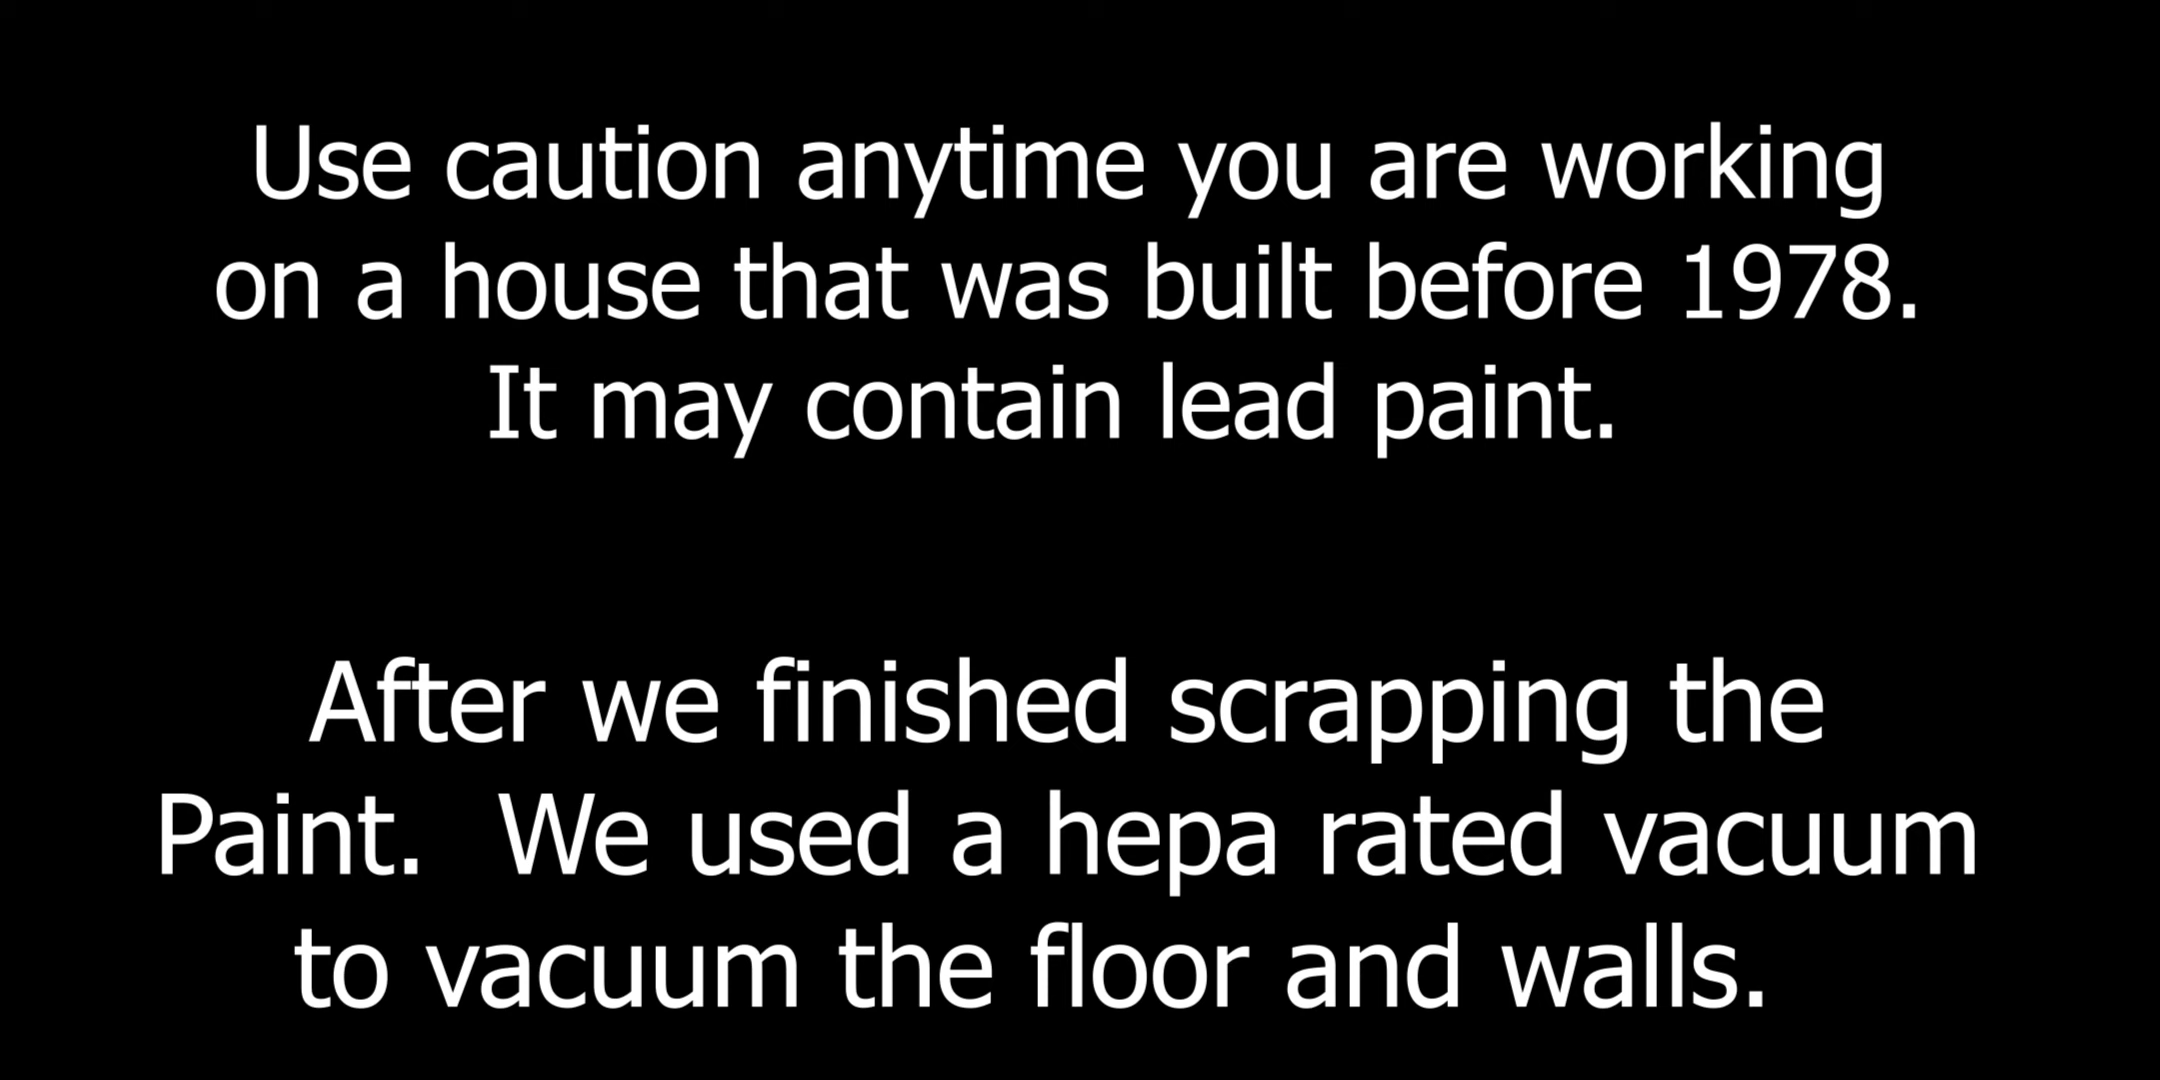 Use caution anytime you are working
on a house that was built before 1978.
It may contain lead paint.
After we finished scrapping the
Paint.  We used a hepa rated vacuum
to vacuum the floor and walls.